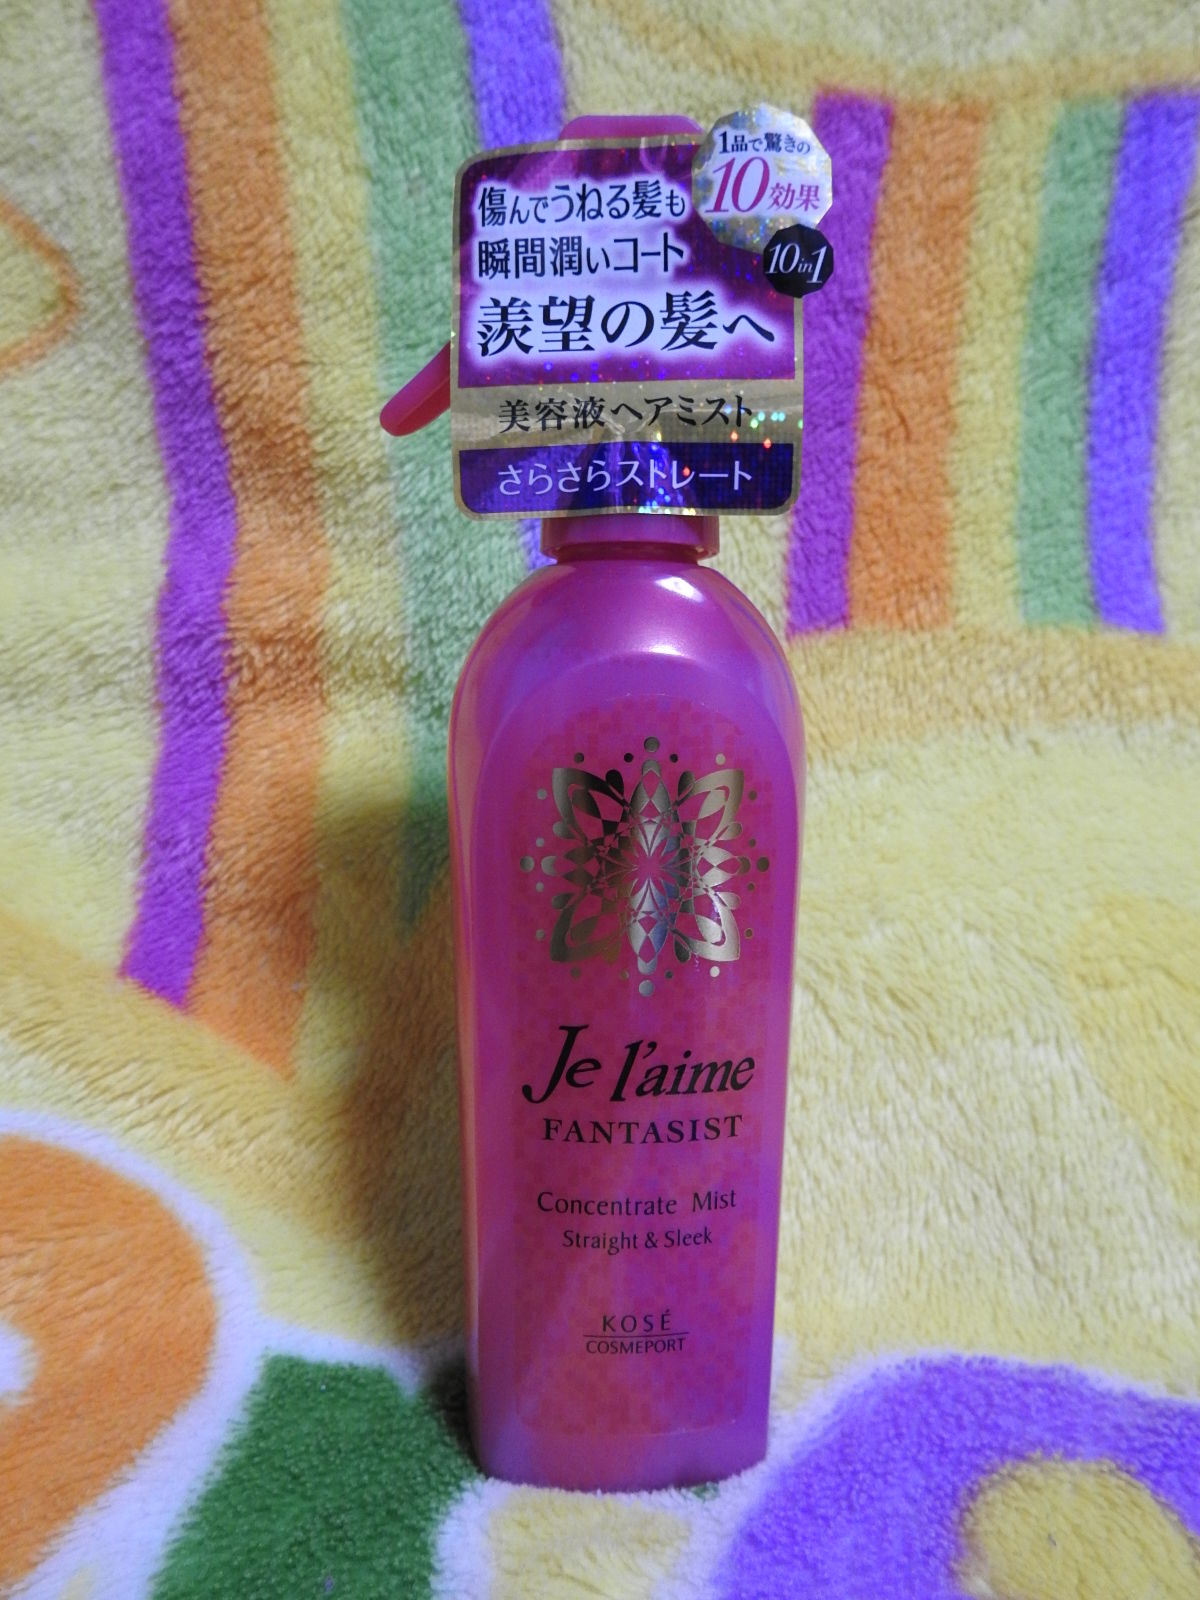 1品で驚きの
10効果
10in1
傷んでうねる髪も
瞬間潤いコート
羨望の髪へ
美容液ヘアミスト
さらさらストレート
Je l'aime
FANTASIST
Concentrate Mist
Straight & Sleek
KOSÉ
COSMEPORT